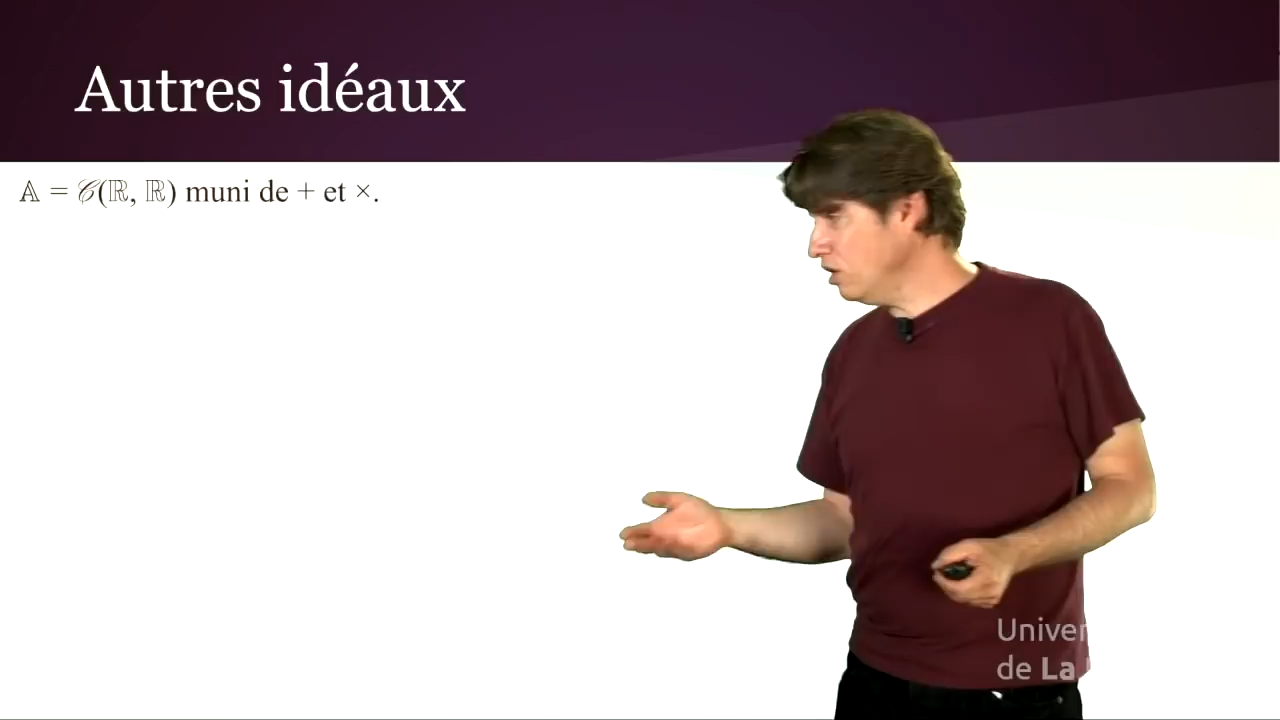 Autres idéaux
𝔸 = 𝒞(ℝ, ℝ) muni de + et ×.
Univer
de La